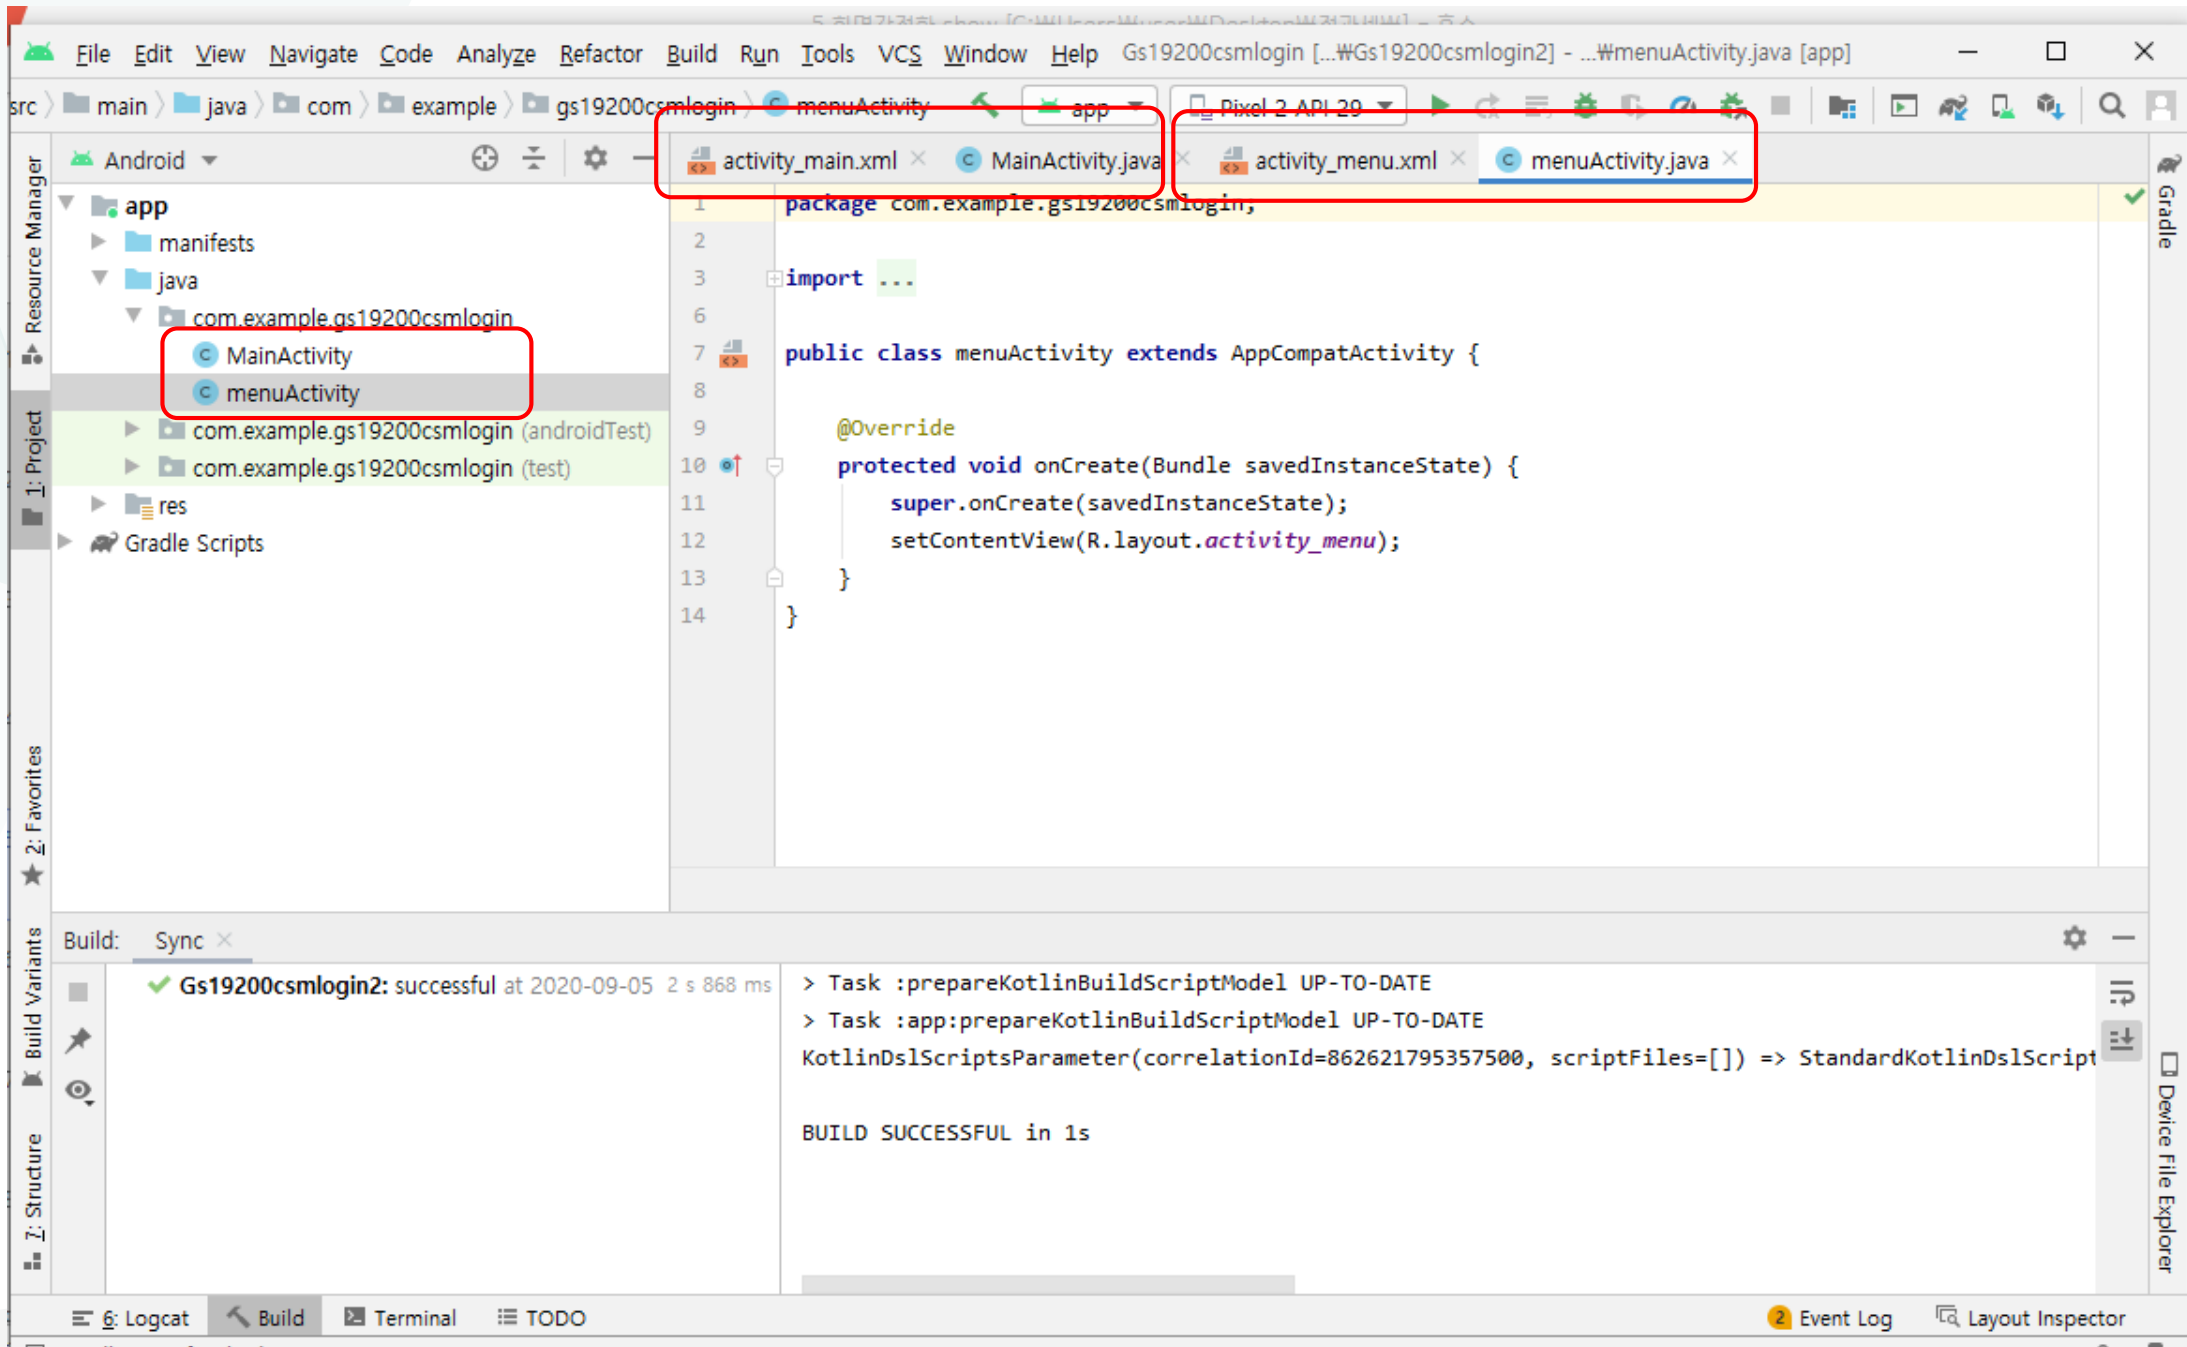 File Edit View Navigate Code Analyze Refactor Build Run Tools VCS Window Help Gs19200csmlogin [...₩Gs19200csmlogin2] - ...₩menuActivity.java [app]
src main java com example gs19200csmlogin menuActivity app Pixel 2 API 29
Android
activity_main.xml MainActivity.java activity_menu.xml menuActivity.java
Resource Manager
1: Project
2: Favorites
Build Variants
7: Structure
app
manifests
java
com.example.gs19200csmlogin
MainActivity
menuActivity
com.example.gs19200csmlogin (androidTest)
com.example.gs19200csmlogin (test)
res
Gradle Scripts
1 package com.example.gs19200csmlogin;
2
3 import ...
6
7 public class menuActivity extends AppCompatActivity {
8
9 @Override
10 protected void onCreate(Bundle savedInstanceState) {
11 super.onCreate(savedInstanceState);
12 setContentView(R.layout.activity_menu);
13 }
14 }
Gradle
Device File Explorer
Build: Sync
Gs19200csmlogin2: successful at 2020-09-05 2 s 868 ms
> Task :prepareKotlinBuildScriptModel UP-TO-DATE
> Task :app:prepareKotlinBuildScriptModel UP-TO-DATE
KotlinDslScriptsParameter(correlationId=862621795357500, scriptFiles=[]) => StandardKotlinDslScript
BUILD SUCCESSFUL in 1s
6: Logcat Build Terminal TODO 2 Event Log Layout Inspector